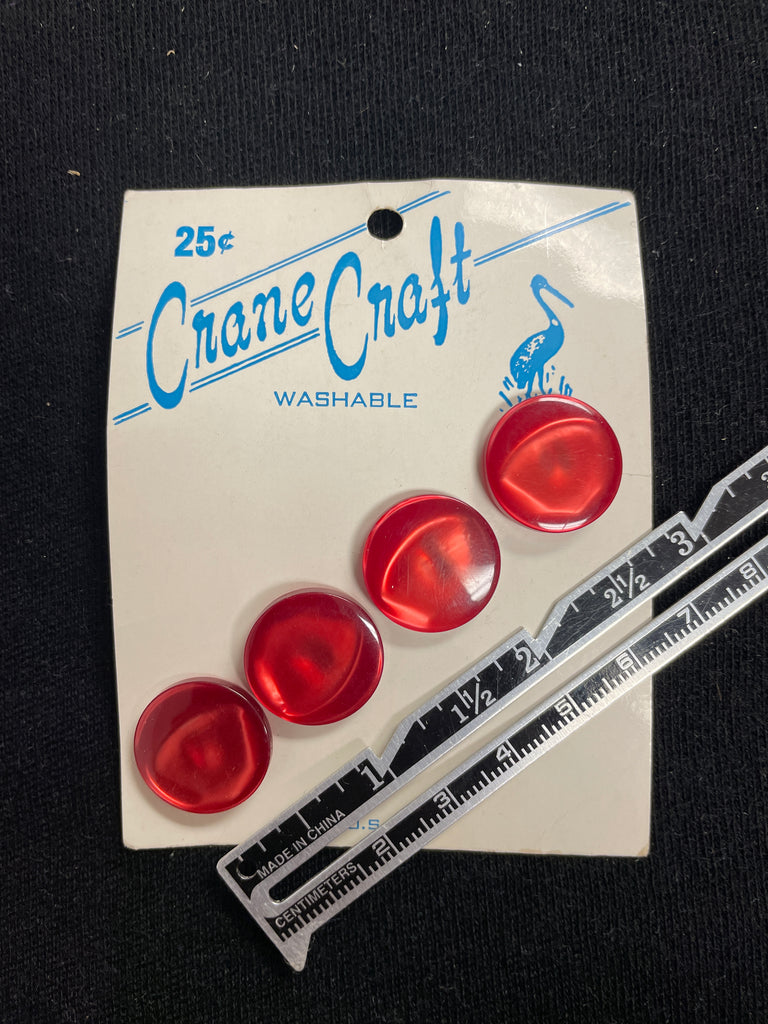 25¢
Crane Craft
WASHABLE
1 1½ 2 2½ 3
MADE IN CHINA
2 3 4 5 6 7 8
CENTIMETERS
U.S